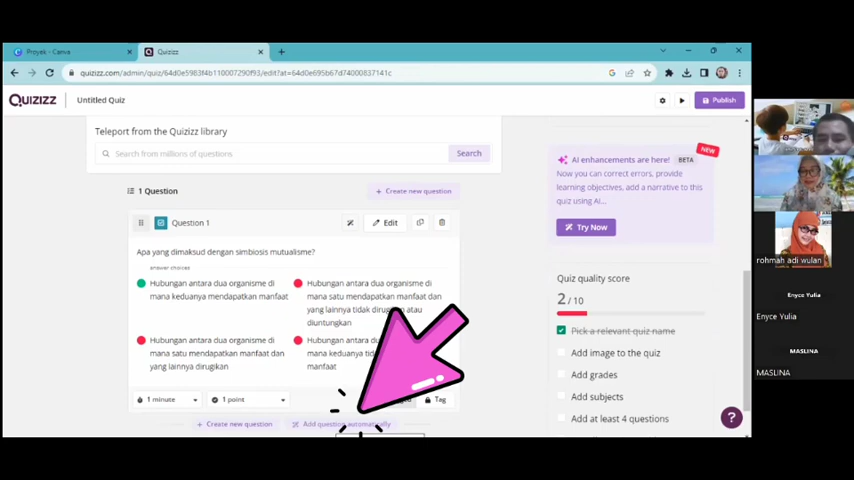 Proyek - Canva
Quizizz
quizizz.com/admin/quiz/64d0e5983f4b110007290f93/edit?at=64d0e695b67d74000837141c
QUIZIZZ
Untitled Quiz
Publish
Teleport from the Quizizz library
Search from millions of questions
Search
1 Question
+ Create new question
Question 1
Edit
Apa yang dimaksud dengan simbiosis mutualisme?
answer choices
Hubungan antara dua organisme di
mana keduanya mendapatkan manfaat
Hubungan antara dua organisme di
mana satu mendapatkan manfaat dan
yang lainnya tidak dirugikan atau
diuntungkan
Hubungan antara dua organisme di
mana satu mendapatkan manfaat dan
yang lainnya dirugikan
Hubungan antara dua
mana keduanya
manfaat
1 minute
1 point
Tag
+ Create new question
Add question automatically
NEW
AI enhancements are here! BETA
Now you can correct errors, provide
learning objectives, add a narrative to this
quiz using AI...
Try Now
Quiz quality score
2 / 10
Pick a relevant quiz name
Add image to the quiz
Add grades
Add subjects
Add at least 4 questions
?
rohmah adi wulan
Enyce Yulia
Enyce Yulia
MASLINA
MASLINA